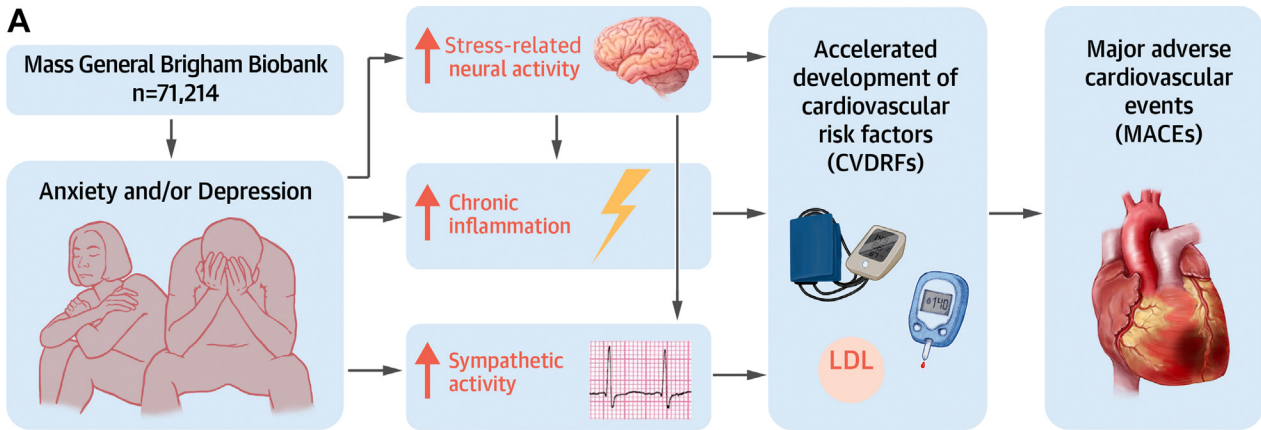 A
Mass General Brigham Biobank
n=71,214
Anxiety and/or Depression
Stress-related
neural activity
Chronic
inflammation
Sympathetic
activity
Accelerated
development of
cardiovascular
risk factors
(CVDRFs)
140
LDL
Major adverse
cardiovascular
events
(MACEs)